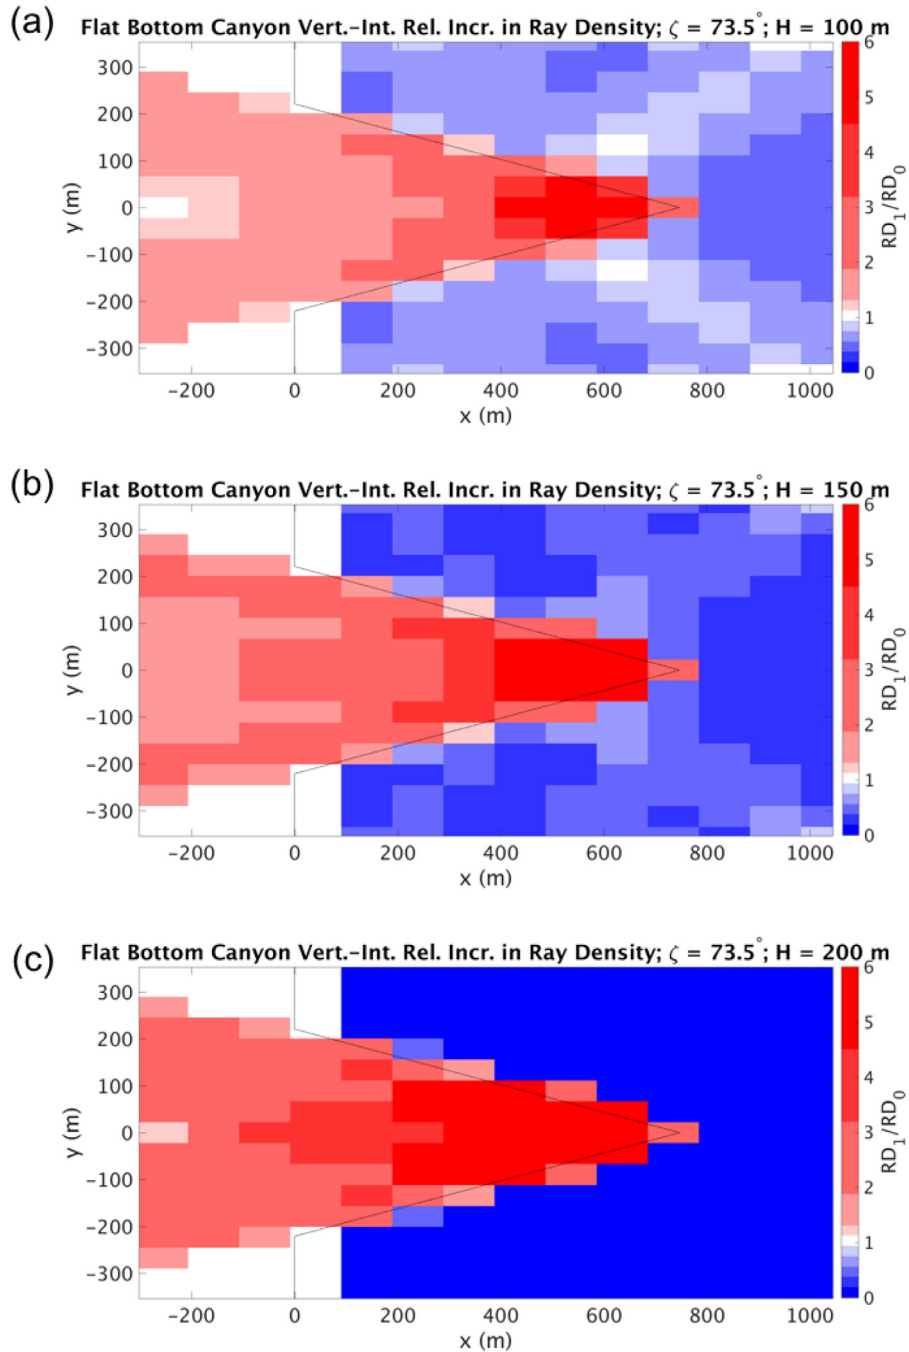 (a)
Flat Bottom Canyon Vert.-Int. Rel. Incr. in Ray Density; ζ = 73.5°; H = 100 m
300
200
100
0
-100
-200
-300
y (m)
-200 0 200 400 600 800 1000
x (m)
6
5
4
3
2
1
0
RD1/RD0
(b)
Flat Bottom Canyon Vert.-Int. Rel. Incr. in Ray Density; ζ = 73.5°; H = 150 m
300
200
100
0
-100
-200
-300
y (m)
-200 0 200 400 600 800 1000
x (m)
6
5
4
3
2
1
0
RD1/RD0
(c)
Flat Bottom Canyon Vert.-Int. Rel. Incr. in Ray Density; ζ = 73.5°; H = 200 m
300
200
100
0
-100
-200
-300
y (m)
-200 0 200 400 600 800 1000
x (m)
6
5
4
3
2
1
0
RD1/RD0